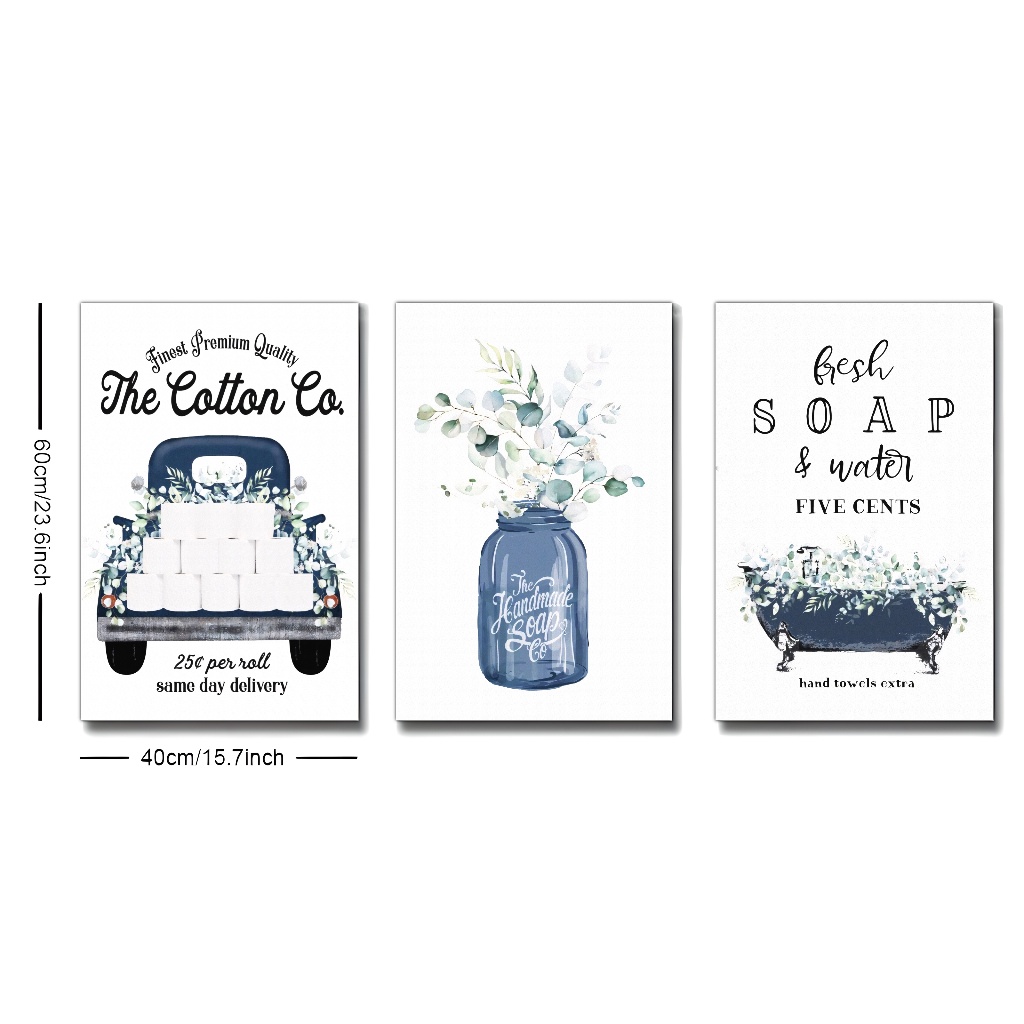 60cm/23.6inch
Finest Premium Quality
The Cotton Co.
25¢ per roll
same day delivery
40cm/15.7inch
The
Handmade
Soap
Co
fresh
SOAP
& water
FIVE CENTS
hand towels extra